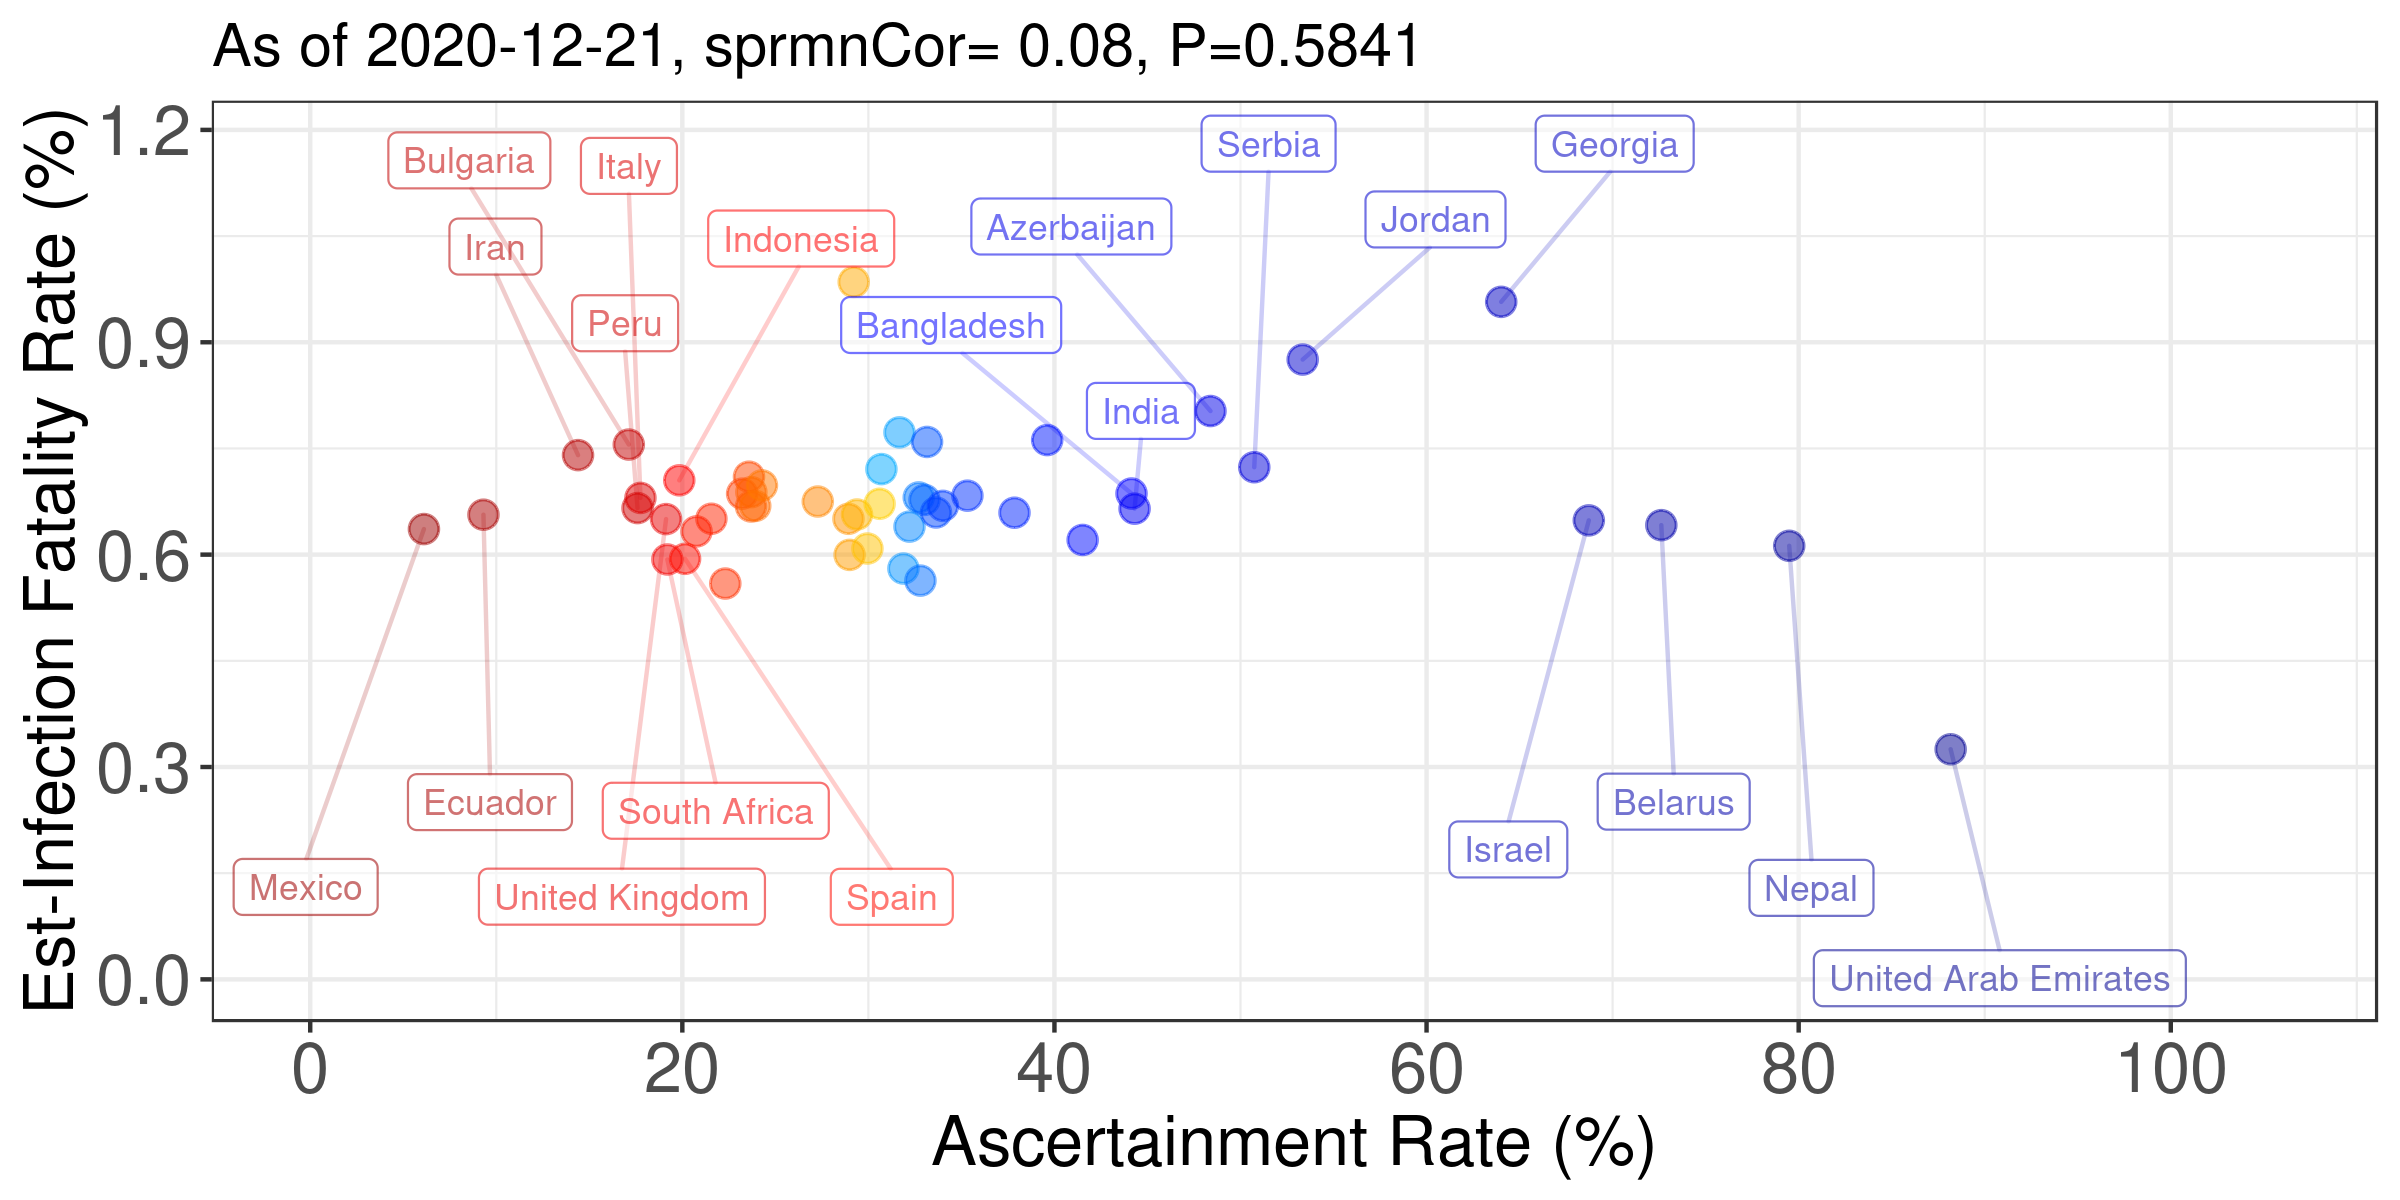 As of 2020-12-21, sprmnCor= 0.08, P=0.5841
Est-Infection Fatality Rate (%)
1.2
0.9
0.6
0.3
0.0
Bulgaria
Italy
Serbia
Georgia
Iran
Indonesia
Azerbaijan
Jordan
Peru
Bangladesh
India
Ecuador
South Africa
Belarus
Israel
Mexico
United Kingdom
Spain
Nepal
United Arab Emirates
0
20
40
60
80
100
Ascertainment Rate (%)